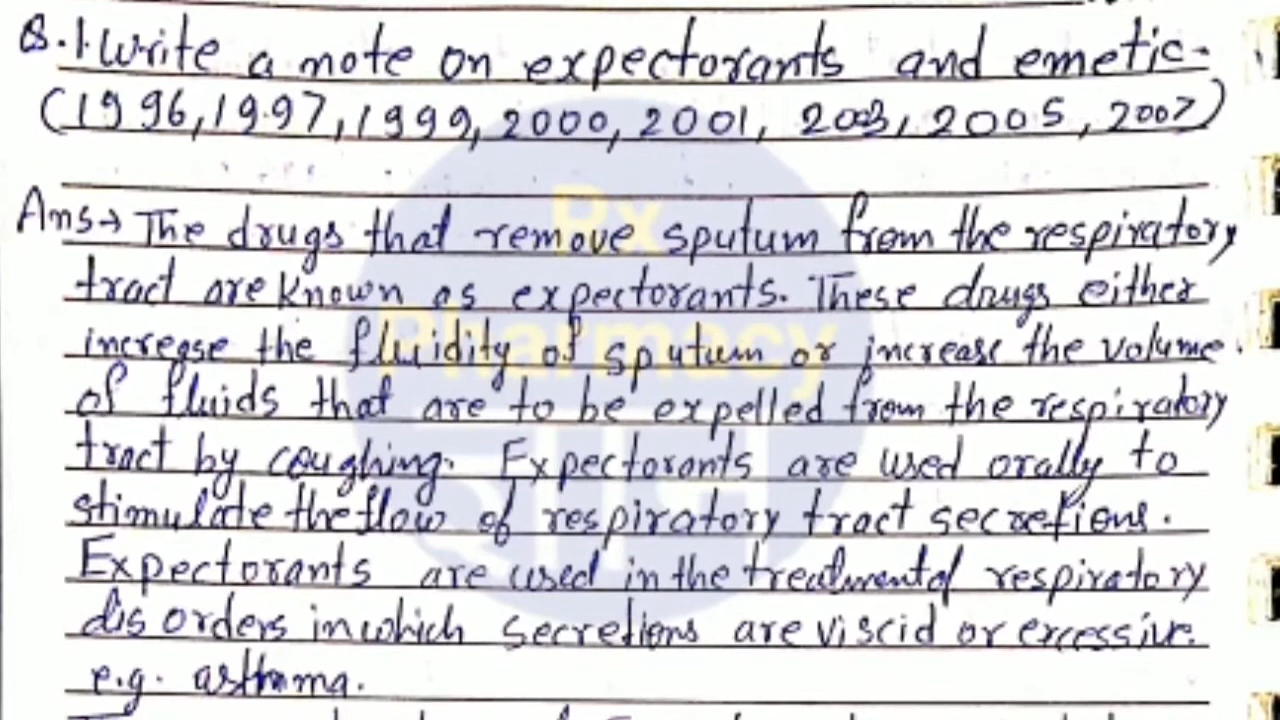 Q.1. Write a note on expectorants and emetic-
(1996, 1997, 1999, 2000, 2001, 2003, 2005, 2007)
Ans→ The drugs that remove sputum from the respiratory
tract are known as expectorants. These drugs either
increase the fluidity of sputum or increase the volume.
of fluids that are to be expelled from the respiratory
tract by coughing. Expectorants are used orally to
stimulate the flow of respiratory tract secretions.
Expectorants are used in the treatment of respiratory
disorders in which secretions are viscid or excessive.
e.g. asthma.
Rx
Pharmacy